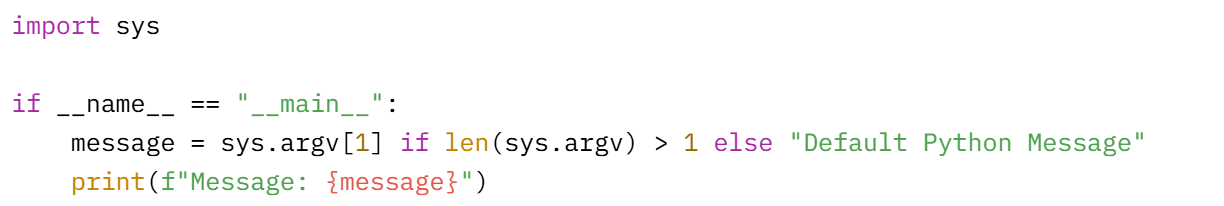 import sys

if __name__ == "__main__":
    message = sys.argv[1] if len(sys.argv) > 1 else "Default Python Message"
    print(f"Message: {message}")